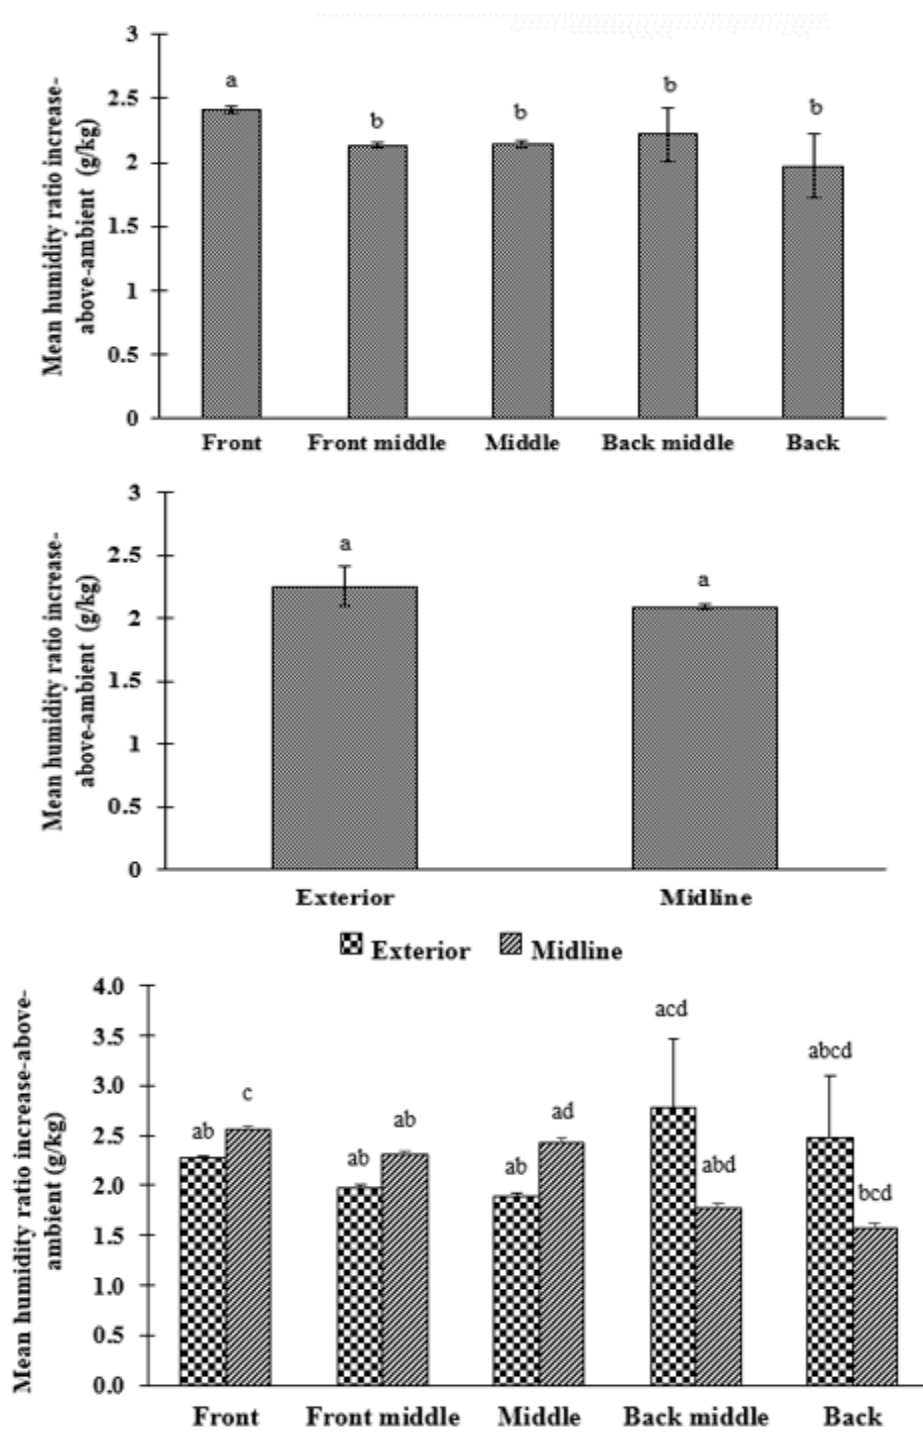 Mean humidity ratio increase-
above-ambient (g/kg)
3
2.5
2
1.5
1
0.5
0
a
b
b
b
b
Front
Front middle
Middle
Back middle
Back
Mean humidity ratio increase-
above-ambient (g/kg)
3
2.5
2
1.5
1
0.5
0
a
a
Exterior
Midline
Exterior
Midline
Mean humidity ratio increase-above-
ambient (g/kg)
4.0
3.5
3.0
2.5
2.0
1.5
1.0
0.5
0.0
ab
c
ab
ab
ab
ad
acd
abd
abcd
bcd
Front
Front middle
Middle
Back middle
Back